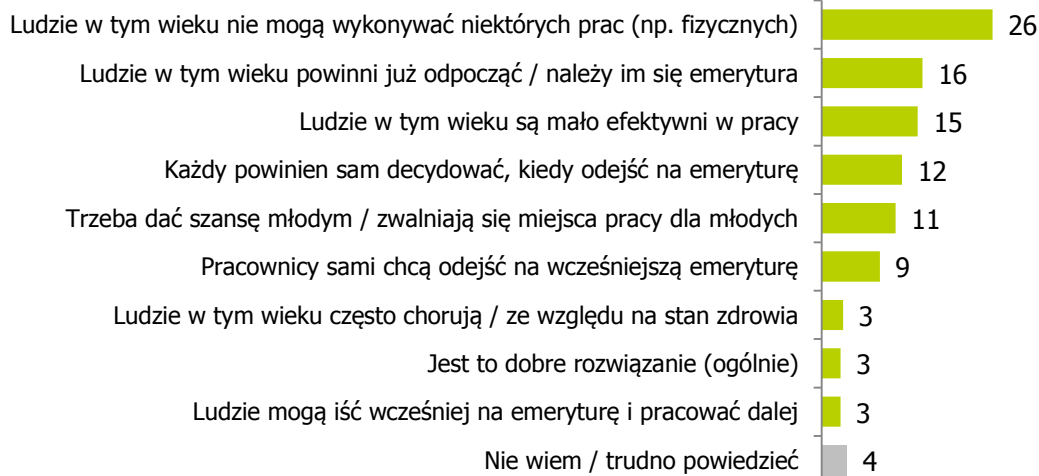 Ludzie w tym wieku nie mogą wykonywać niektórych prac (np. fizycznych) 26
Ludzie w tym wieku powinni już odpocząć / należy im się emerytura 16
Ludzie w tym wieku są mało efektywni w pracy 15
Każdy powinien sam decydować, kiedy odejść na emeryturę 12
Trzeba dać szansę młodym / zwalniają się miejsca pracy dla młodych 11
Pracownicy sami chcą odejść na wcześniejszą emeryturę 9
Ludzie w tym wieku często chorują / ze względu na stan zdrowia 3
Jest to dobre rozwiązanie (ogólnie) 3
Ludzie mogą iść wcześniej na emeryturę i pracować dalej 3
Nie wiem / trudno powiedzieć 4